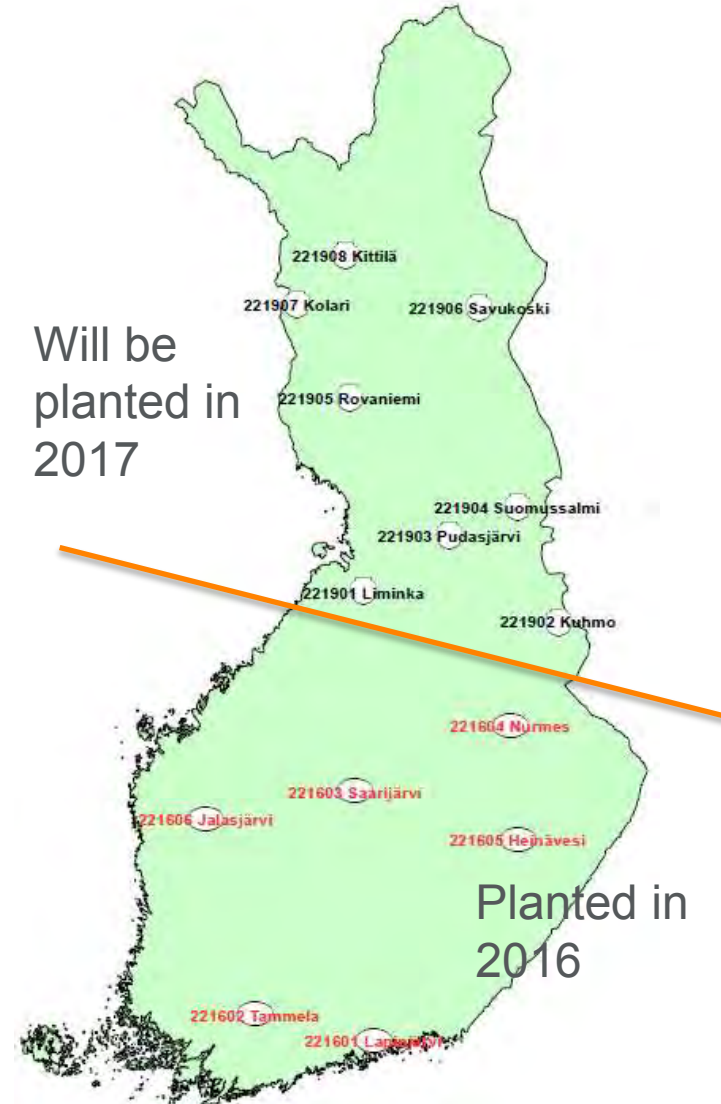 221908 Kittilä
221907 Kolari
221906 Savukoski
Will be
planted in
2017
221905 Rovaniemi
221904 Suomussalmi
221903 Pudasjärvi
221901 Liminka
221902 Kuhmo
221604 Nurmes
221603 Saarijärvi
221606 Jalasjärvi
221605 Heinävesi
Planted in
2016
221602 Tammela
221601 Lapinjärvi